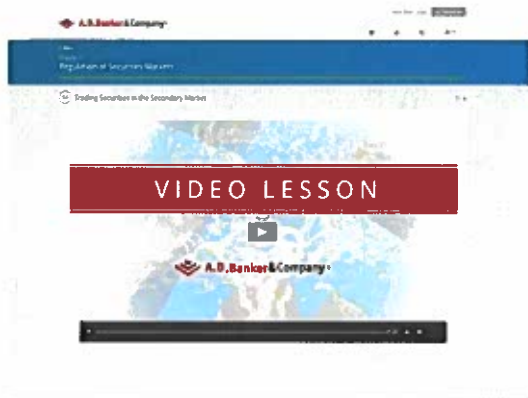 A.D.Banker&Company®
Regulation of Securities Markets
Trading Securities in the Secondary Market
VIDEO LESSON
A.D.Banker&Company®